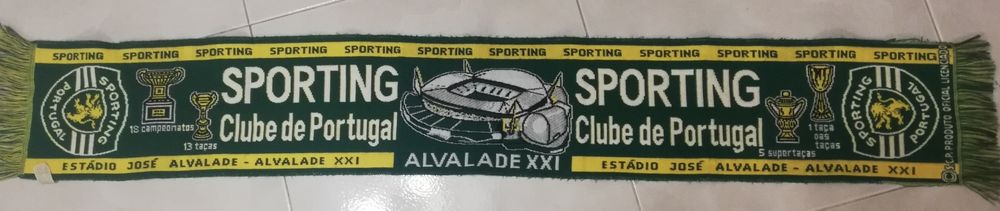 SPORTING SPORTING SPORTING SPORTING SPORTING SPORTING SPORTING SPORTING SPORTING SPORTING SPORTING SPORTING SPORTING
SPORTING
PORTUGAL
18 campeonatos
13 taças
SPORTING
Clube de Portugal
ALVALADE XXI
SPORTING
Clube de Portugal
5 supertaças
1 taça
das
taças
SPORTING
PORTUGAL
S.C.P. PRODUTO OFICIAL LICENCIADO
ESTÁDIO JOSÉ ALVALADE - ALVALADE XXI
ESTÁDIO JOSÉ ALVALADE - ALVALADE XXI